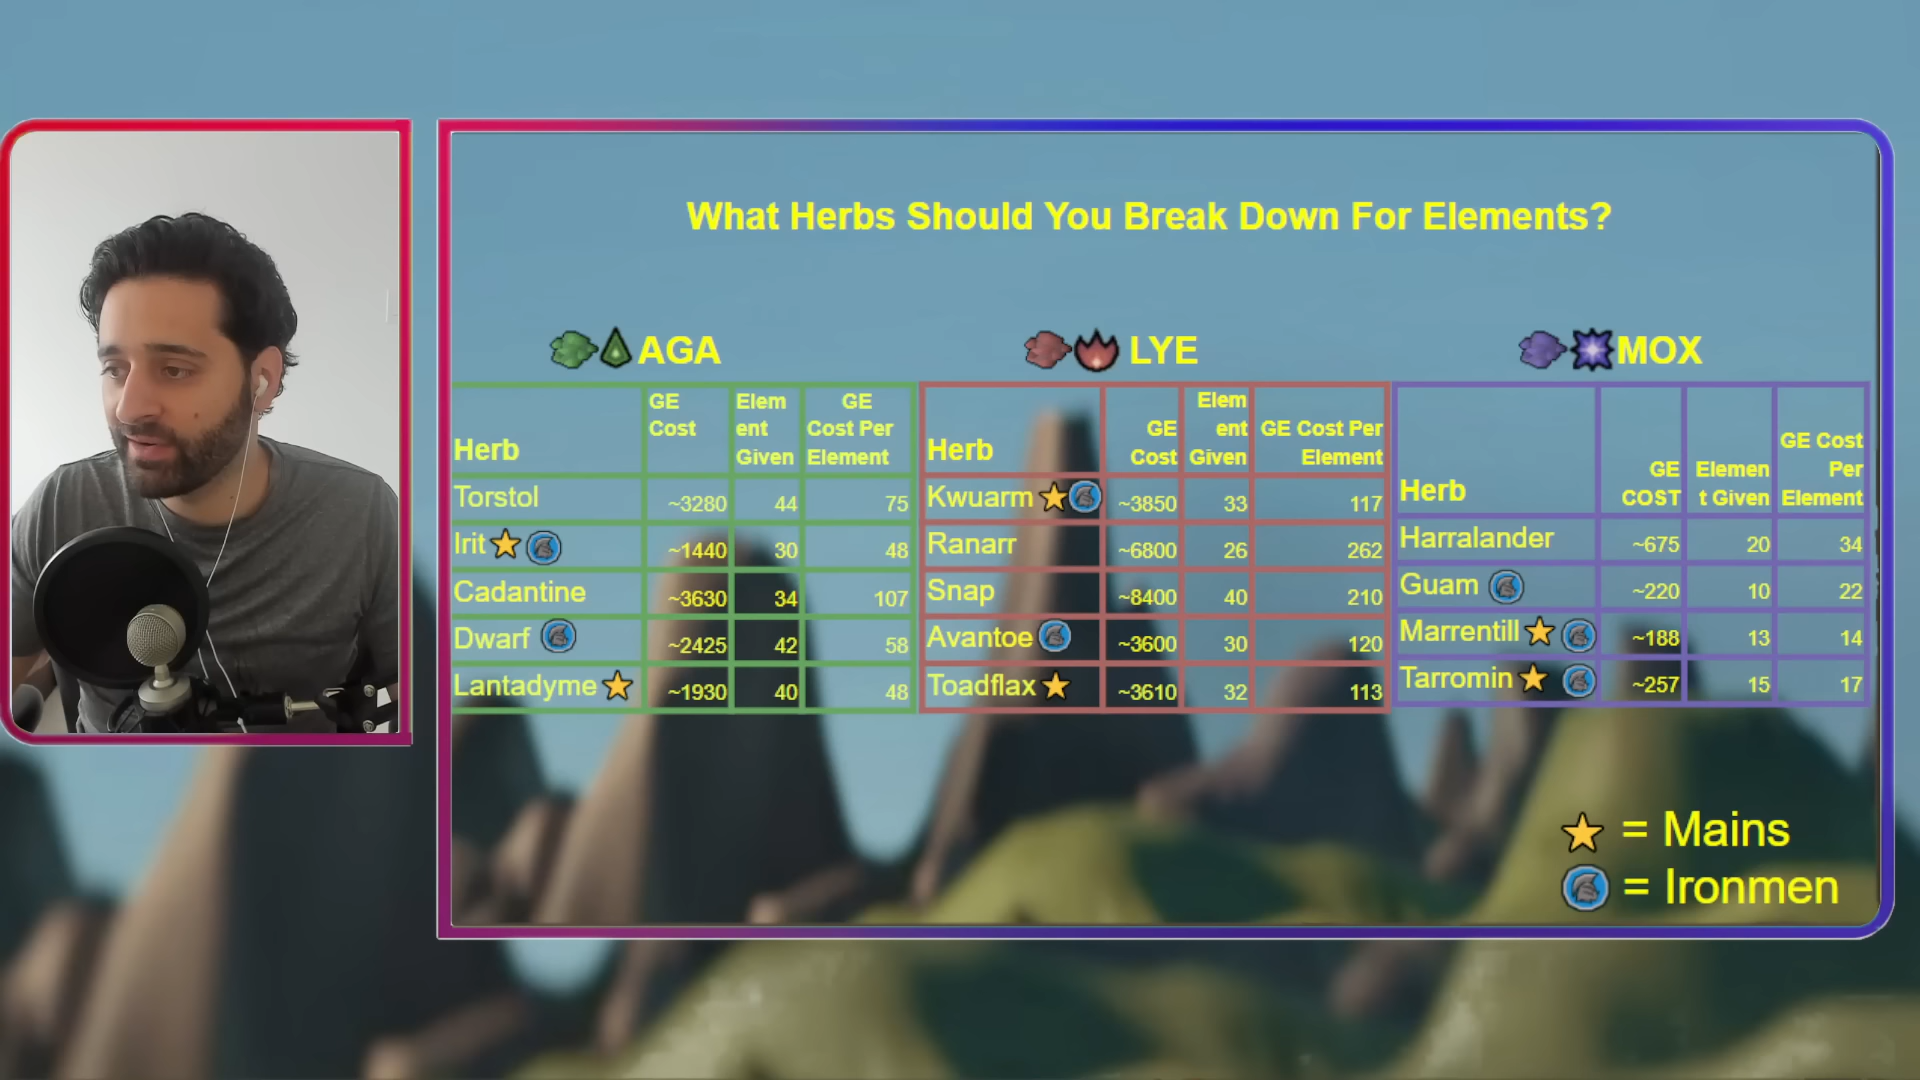 What Herbs Should You Break Down For Elements?
AGA
Herb GE Cost Element Given GE Cost Per Element
Torstol ~3280 44 75
Irit ~1440 30 48
Cadantine ~3630 34 107
Dwarf ~2425 42 58
Lantadyme ~1930 40 48
LYE
Herb GE Cost Element Given GE Cost Per Element
Kwuarm ~3850 33 117
Ranarr ~6800 26 262
Snap ~8400 40 210
Avantoe ~3600 30 120
Toadflax ~3610 32 113
MOX
Herb GE COST Element Given GE Cost Per Element
Harralander ~675 20 34
Guam ~220 10 22
Marrentill ~188 13 14
Tarromin ~257 15 17
= Mains
= Ironmen